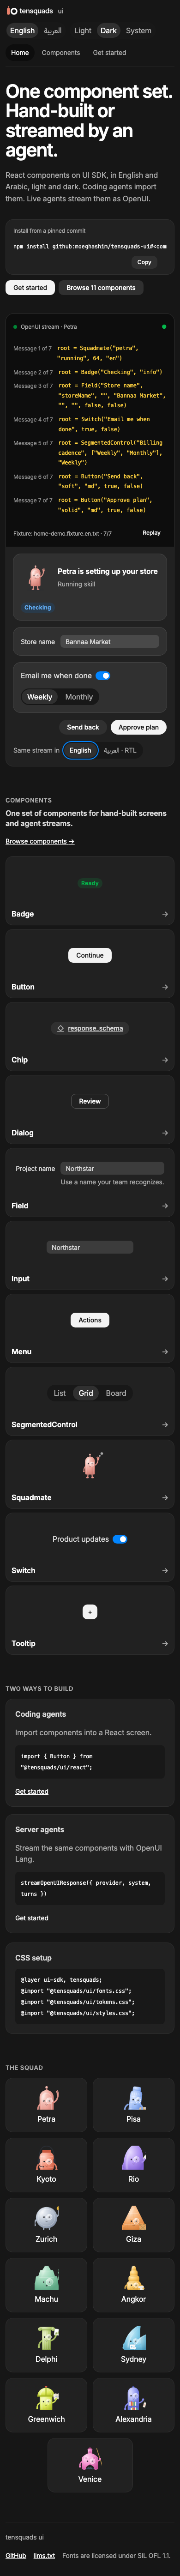 tensquads ui
English العربية Light Dark System
Home Components Get started
One component set.
Hand-built or
streamed by an
agent.
React components on UI SDK, in English and
Arabic, light and dark. Coding agents import
them. Live agents stream them as OpenUI.
Install from a pinned commit
npm install github:moeghashim/tensquads-ui#<com
Copy
Get started Browse 11 components
OpenUI stream · Petra
Message 1 of 7 root = Squadmate("petra",
"running", 64, "en")
Message 2 of 7 root = Badge("Checking", "info")
Message 3 of 7 root = Field("Store name",
"storeName", "", "Bannaa Market",
"", "", false, false)
Message 4 of 7 root = Switch("Email me when
done", true, false)
Message 5 of 7 root = SegmentedControl("Billing
cadence", ["Weekly", "Monthly"],
"Weekly")
Message 6 of 7 root = Button("Send back",
"soft", "md", true, false)
Message 7 of 7 root = Button("Approve plan",
"solid", "md", true, false)
Fixture: home-demo.fixture.en.txt · 7/7 Replay
Petra is setting up your store
Running skill
Checking
Store name Bannaa Market
Email me when done
Weekly Monthly
Send back Approve plan
Same stream in English العربية · RTL
COMPONENTS
One set of components for hand-built screens
and agent streams.
Browse components →
Ready
Badge →
Continue
Button →
response_schema
Chip →
Review
Dialog →
Project name Northstar
Use a name your team recognizes.
Field →
Northstar
Input →
Actions
Menu →
List Grid Board
SegmentedControl →
Squadmate →
Product updates
Switch →
+
Tooltip →
TWO WAYS TO BUILD
Coding agents
Import components into a React screen.
import { Button } from
"@tensquads/ui/react";
Get started
Server agents
Stream the same components with OpenUI
Lang.
streamOpenUIResponse({ provider, system,
turns })
Get started
CSS setup
@layer ui-sdk, tensquads;
@import "@tensquads/ui/fonts.css";
@import "@tensquads/ui/tokens.css";
@import "@tensquads/ui/styles.css";
THE SQUAD
Petra Pisa
Kyoto Rio
Zurich Giza
Machu Angkor
Delphi Sydney
Greenwich Alexandria
Venice
tensquads ui
GitHub llms.txt Fonts are licensed under SIL OFL 1.1.